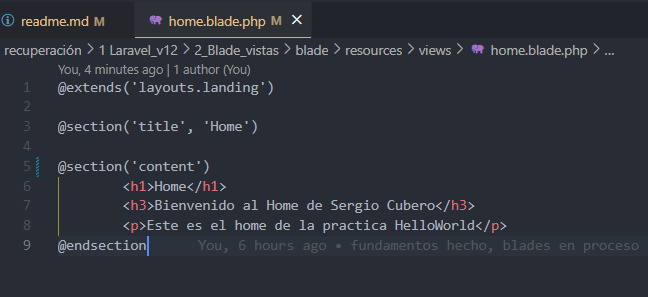 readme.md M
home.blade.php M
recuperación > 1 Laravel_v12 > 2_Blade_vistas > blade > resources > views > home.blade.php > ...
You, 4 minutes ago | 1 author (You)
1 @extends('layouts.landing')
2
3 @section('title', 'Home')
4
5 @section('content')
6 <h1>Home</h1>
7 <h3>Bienvenido al Home de Sergio Cubero</h3>
8 <p>Este es el home de la practica HelloWorld</p>
9 @endsection You, 6 hours ago • fundamentos hecho, blades en proceso